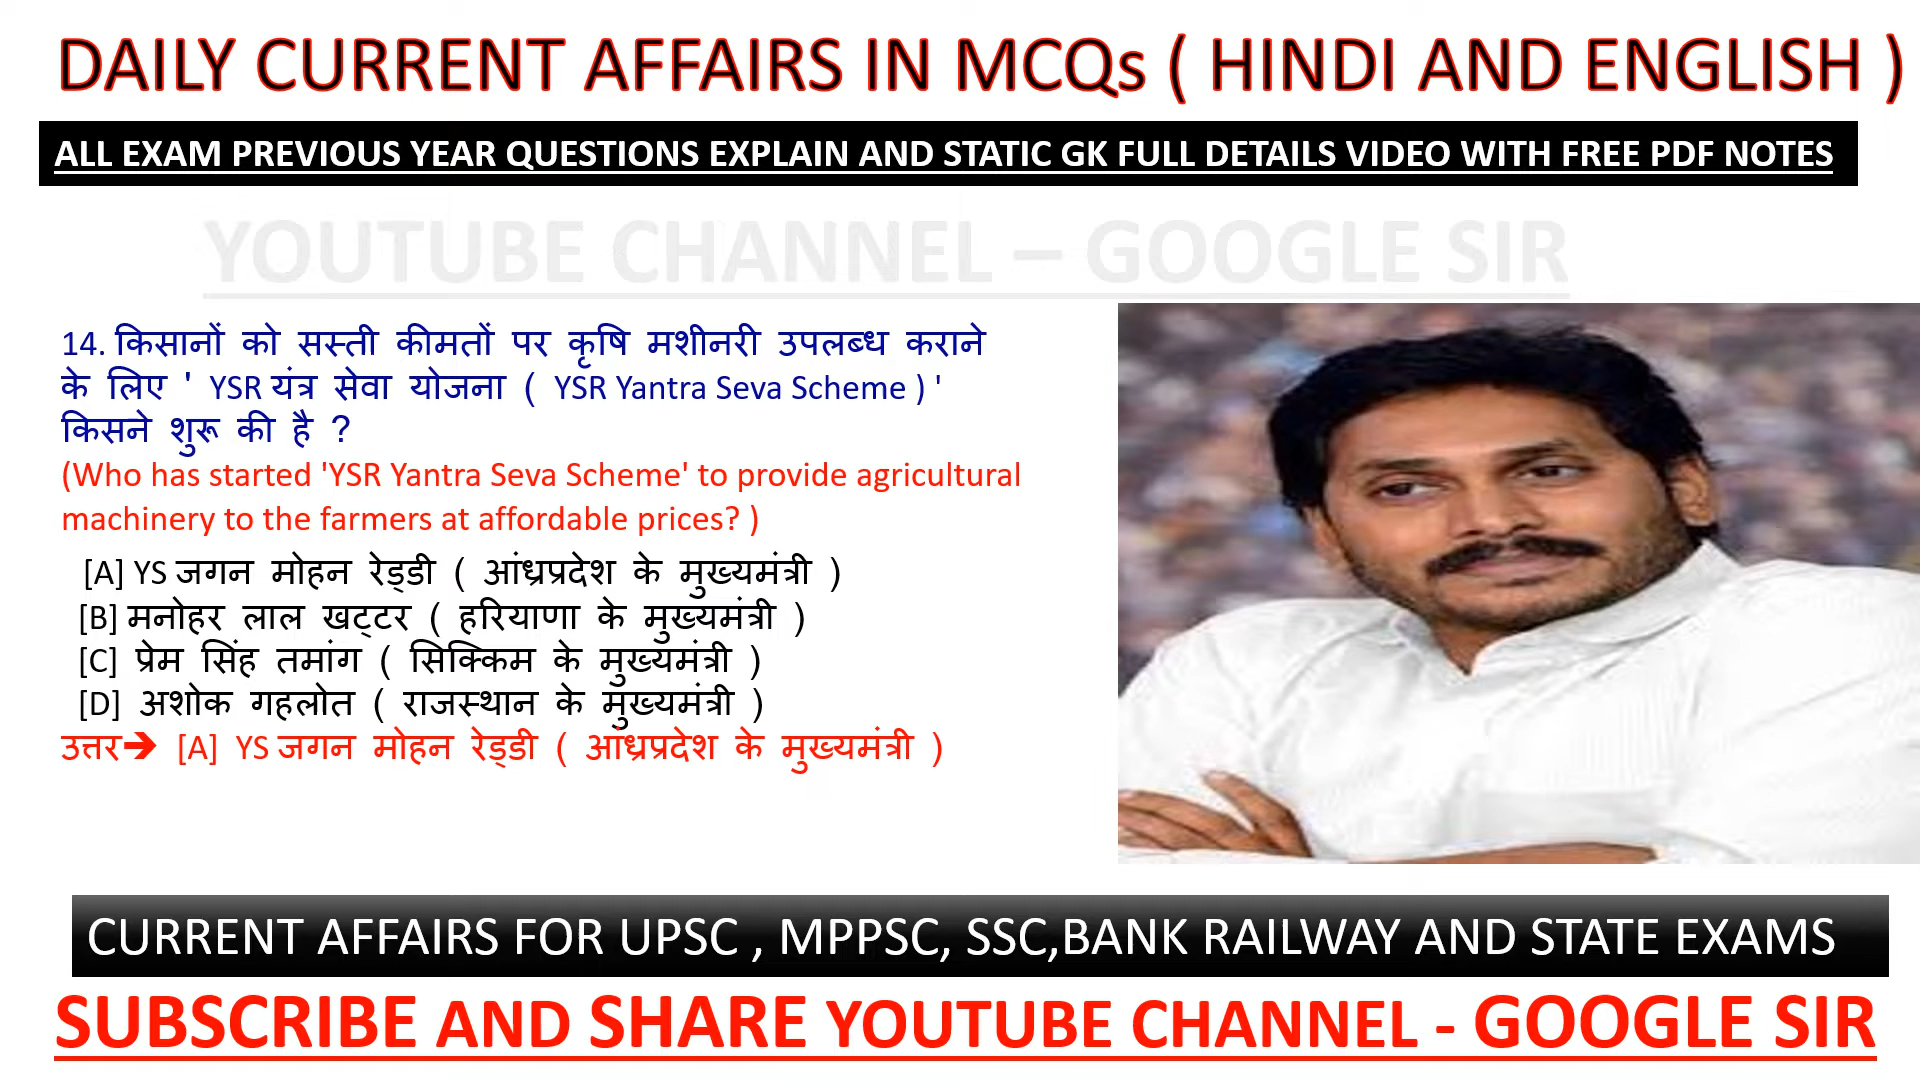 DAILY CURRENT AFFAIRS IN MCQs ( HINDI AND ENGLISH )
ALL EXAM PREVIOUS YEAR QUESTIONS EXPLAIN AND STATIC GK FULL DETAILS VIDEO WITH FREE PDF NOTES
YOUTUBE CHANNEL – GOOGLE SIR
14. किसानों को सस्ती कीमतों पर कृषि मशीनरी उपलब्ध कराने
के लिए ' YSR यंत्र सेवा योजना ( YSR Yantra Seva Scheme ) '
किसने शुरू की है ?
(Who has started 'YSR Yantra Seva Scheme' to provide agricultural
machinery to the farmers at affordable prices? )
[A] YS जगन मोहन रेड्डी ( आंध्रप्रदेश के मुख्यमंत्री )
[B] मनोहर लाल खट्टर ( हरियाणा के मुख्यमंत्री )
[C] प्रेम सिंह तमांग ( सिक्किम के मुख्यमंत्री )
[D] अशोक गहलोत ( राजस्थान के मुख्यमंत्री )
उत्तर➔ [A] YS जगन मोहन रेड्डी ( आंध्रप्रदेश के मुख्यमंत्री )
CURRENT AFFAIRS FOR UPSC , MPPSC, SSC,BANK RAILWAY AND STATE EXAMS
SUBSCRIBE AND SHARE YOUTUBE CHANNEL - GOOGLE SIR